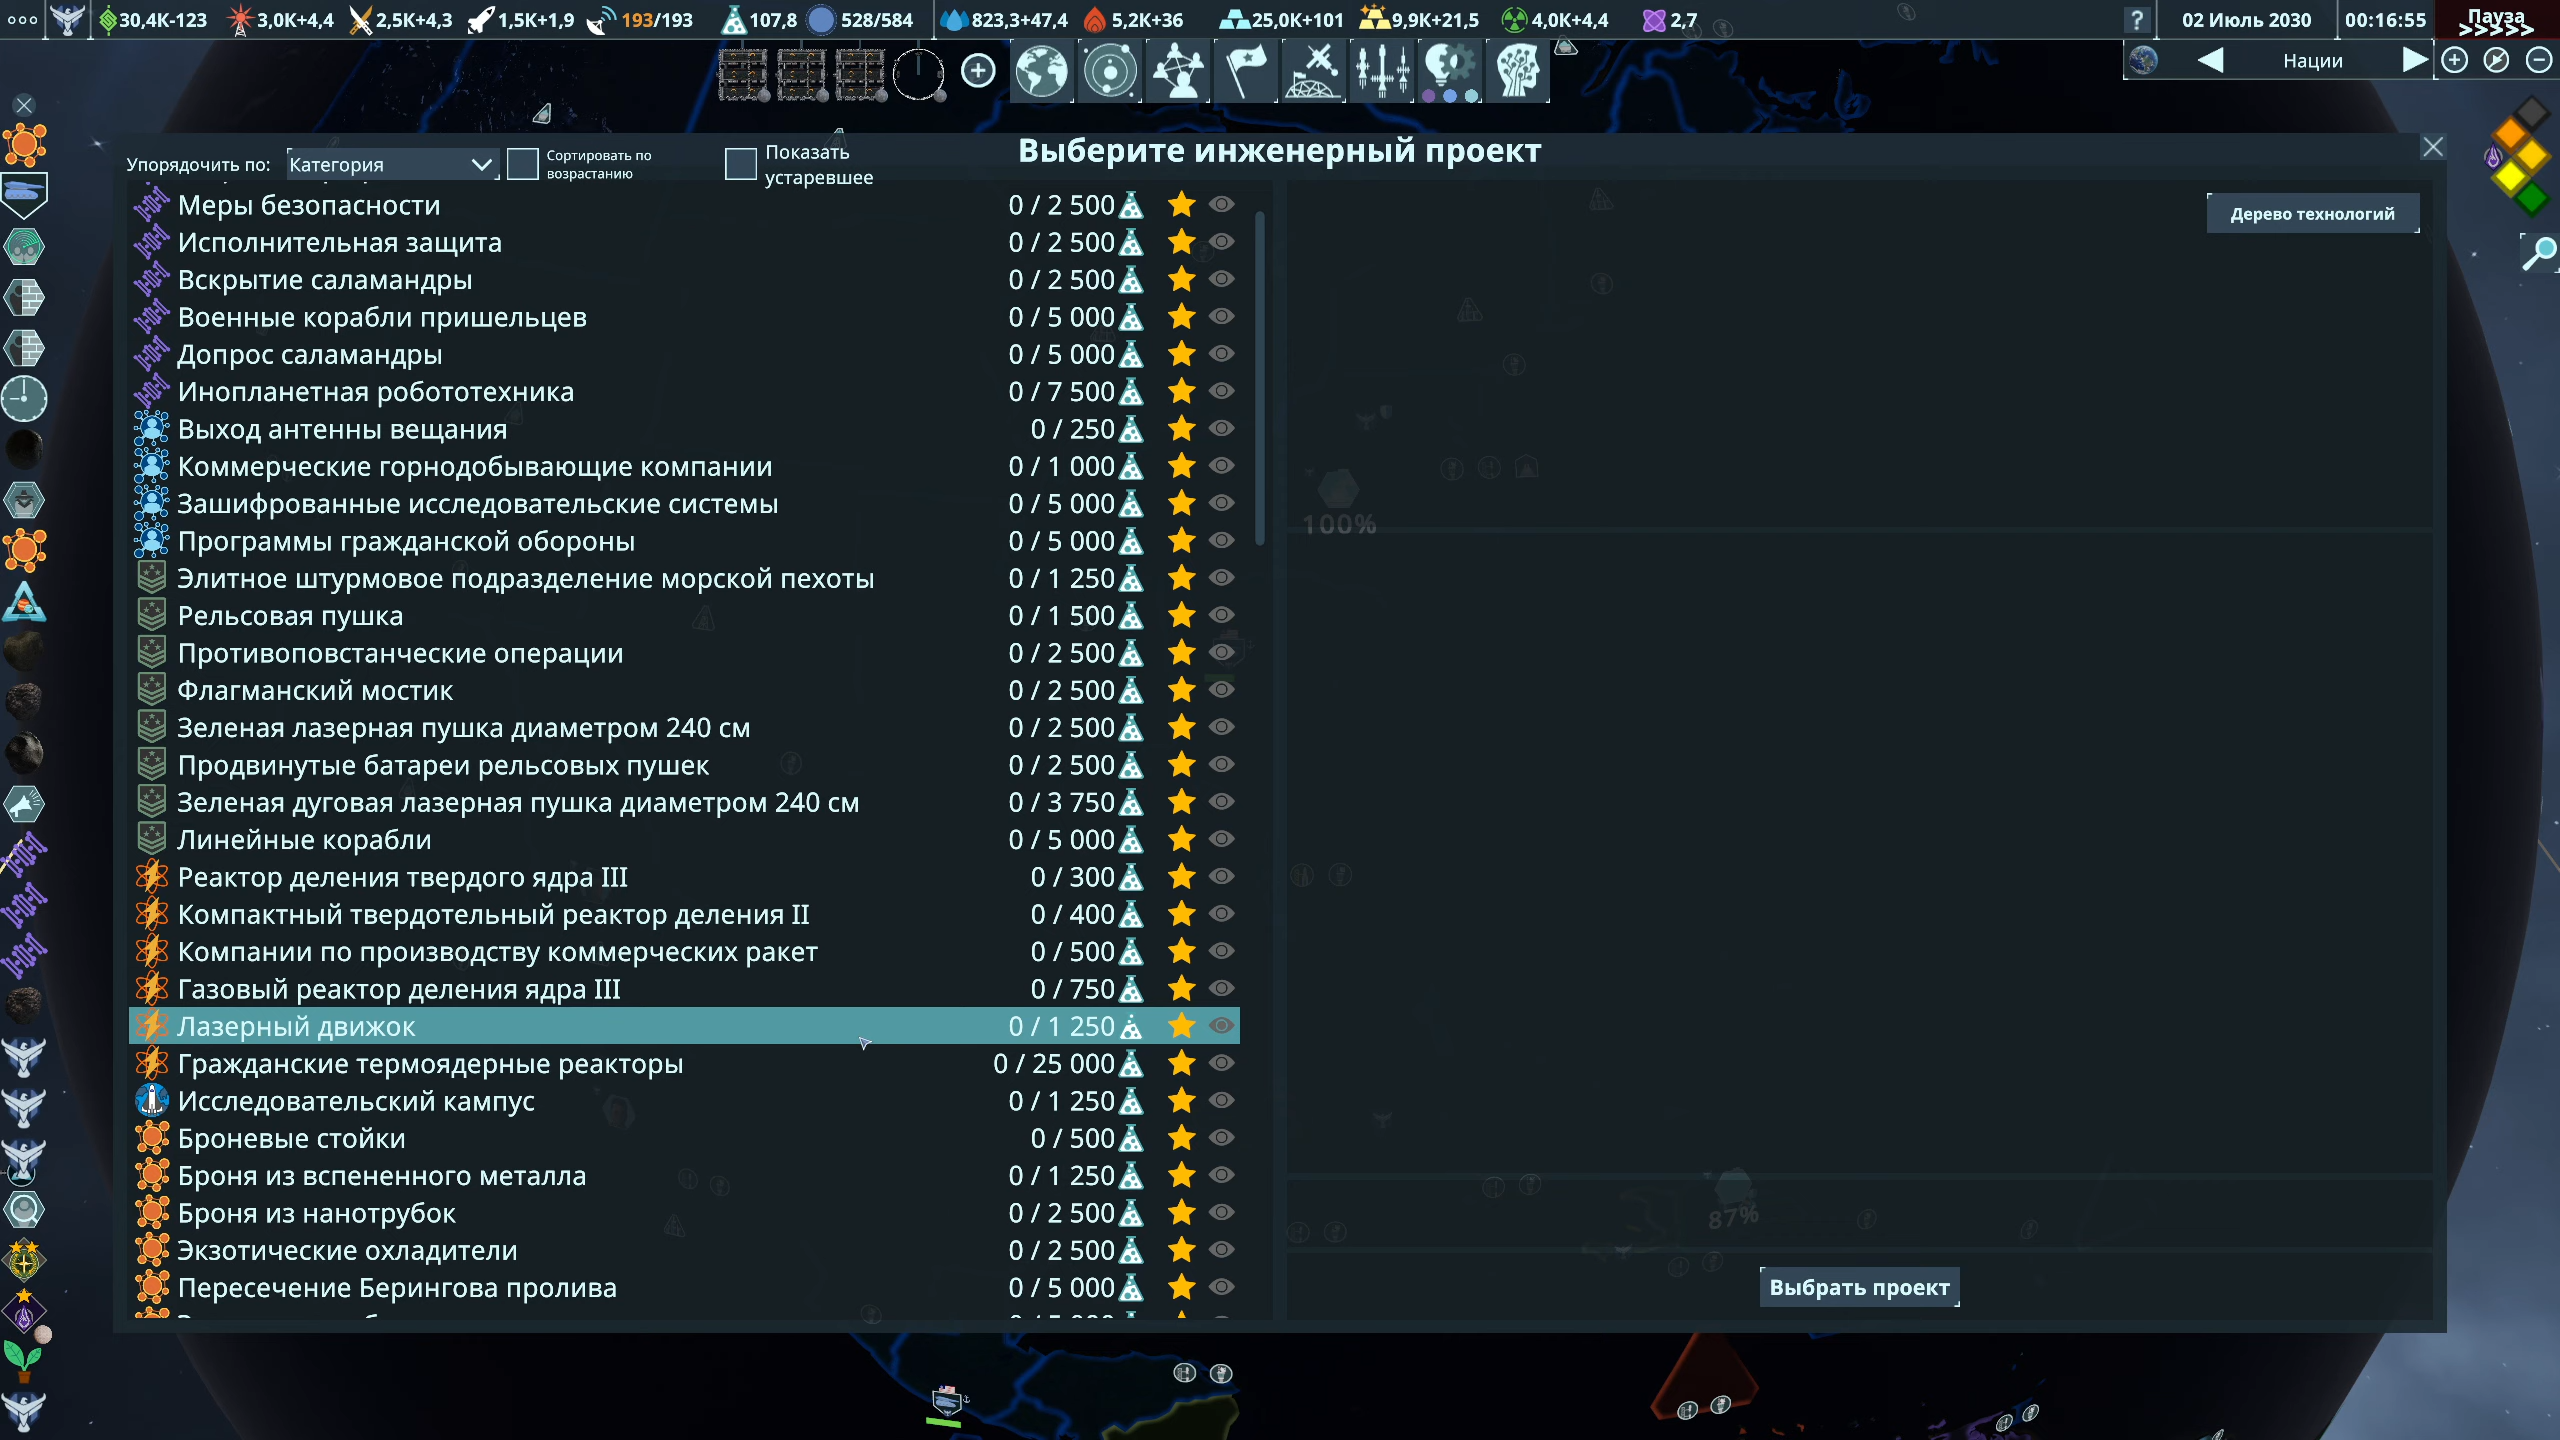 30,4K-123 3,0K+4,4 2,5K+4,3 1,5K+1,9 193/193 107,8 528/584 823,3+47,4 5,2K+36 25,0K+101 9,9K+21,5 4,0K+4,4 2,7 ? 02 Июль 2030 00:16:55 Пауза
>>>>>
Нации
Выберите инженерный проект
Упорядочить по: Категория
Сортировать по возрастанию
Показать устаревшее
Дерево технологий
Меры безопасности 0 / 2 500
Исполнительная защита 0 / 2 500
Вскрытие саламандры 0 / 2 500
Военные корабли пришельцев 0 / 5 000
Допрос саламандры 0 / 5 000
Инопланетная робототехника 0 / 7 500
Выход антенны вещания 0 / 250
Коммерческие горнодобывающие компании 0 / 1 000
Зашифрованные исследовательские системы 0 / 5 000
Программы гражданской обороны 0 / 5 000
Элитное штурмовое подразделение морской пехоты 0 / 1 250
Рельсовая пушка 0 / 1 500
Противоповстанческие операции 0 / 2 500
Флагманский мостик 0 / 2 500
Зеленая лазерная пушка диаметром 240 см 0 / 2 500
Продвинутые батареи рельсовых пушек 0 / 2 500
Зеленая дуговая лазерная пушка диаметром 240 см 0 / 3 750
Линейные корабли 0 / 5 000
Реактор деления твердого ядра III 0 / 300
Компактный твердотельный реактор деления II 0 / 400
Компании по производству коммерческих ракет 0 / 500
Газовый реактор деления ядра III 0 / 750
Лазерный движок 0 / 1 250
Гражданские термоядерные реакторы 0 / 25 000
Исследовательский кампус 0 / 1 250
Броневые стойки 0 / 500
Броня из вспененного металла 0 / 1 250
Броня из нанотрубок 0 / 2 500
Экзотические охладители 0 / 2 500
Пересечение Берингова пролива 0 / 5 000
100%
87%
Выбрать проект